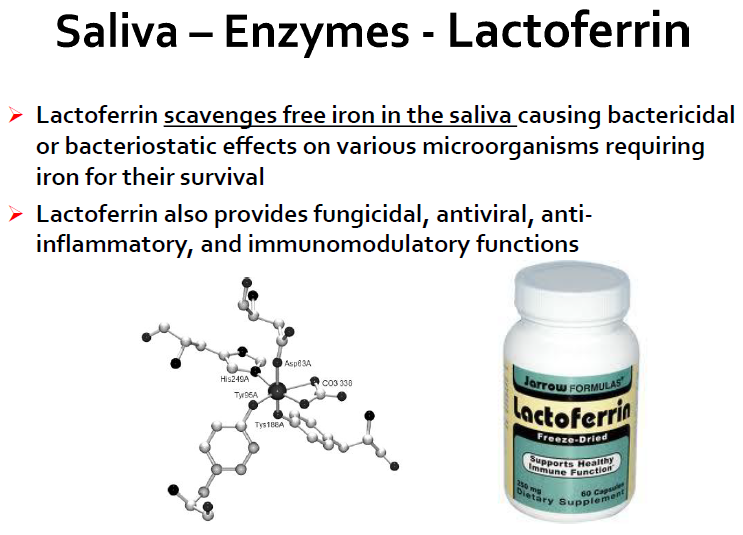 Saliva – Enzymes - Lactoferrin
➢ Lactoferrin scavenges free iron in the saliva causing bactericidal
or bacteriostatic effects on various microorganisms requiring
iron for their survival
➢ Lactoferrin also provides fungicidal, antiviral, anti-
inflammatory, and immunomodulatory functions
Asp63A
His249A
CO3 338
Tyr95A
Tys188A
Jarrow FORMULAS
Lactoferrin
Freeze-Dried
Supports Healthy
Immune Function*
250 mg 60 Capsules
Dietary Supplement